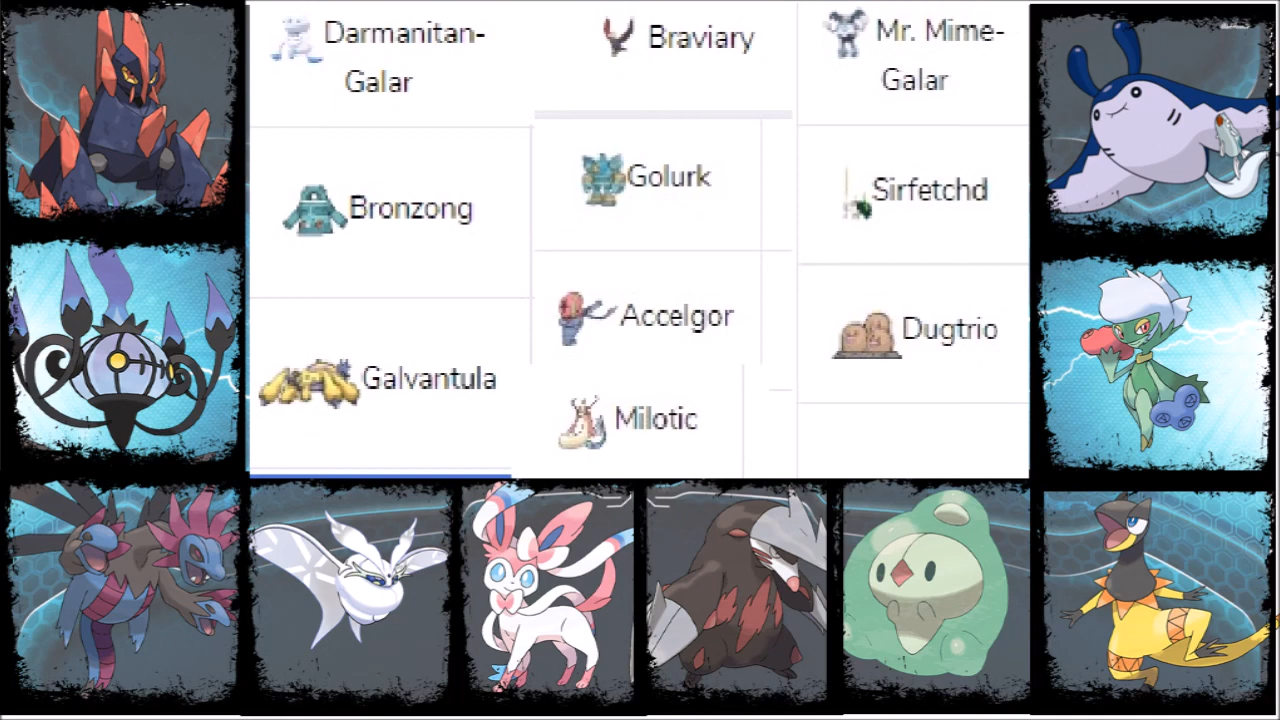 Darmanitan-
Galar
Braviary
Mr. Mime-
Galar
Bronzong
Golurk
Sirfetchd
Galvantula
Accelgor
Dugtrio
Milotic